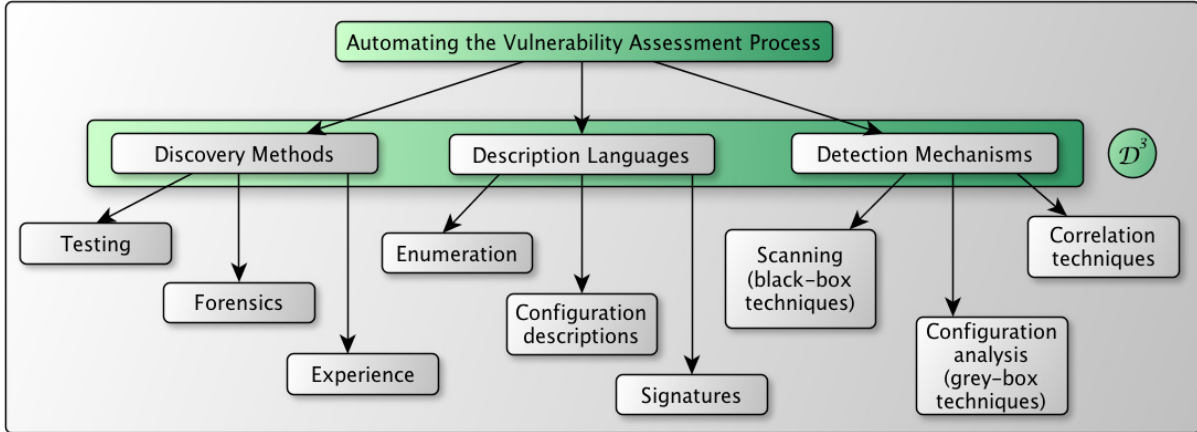 Automating the Vulnerability Assessment Process
Discovery Methods
Description Languages
Detection Mechanisms
D³
Testing
Forensics
Experience
Enumeration
Configuration
descriptions
Signatures
Scanning
(black-box
techniques)
Configuration
analysis
(grey-box
techniques)
Correlation
techniques